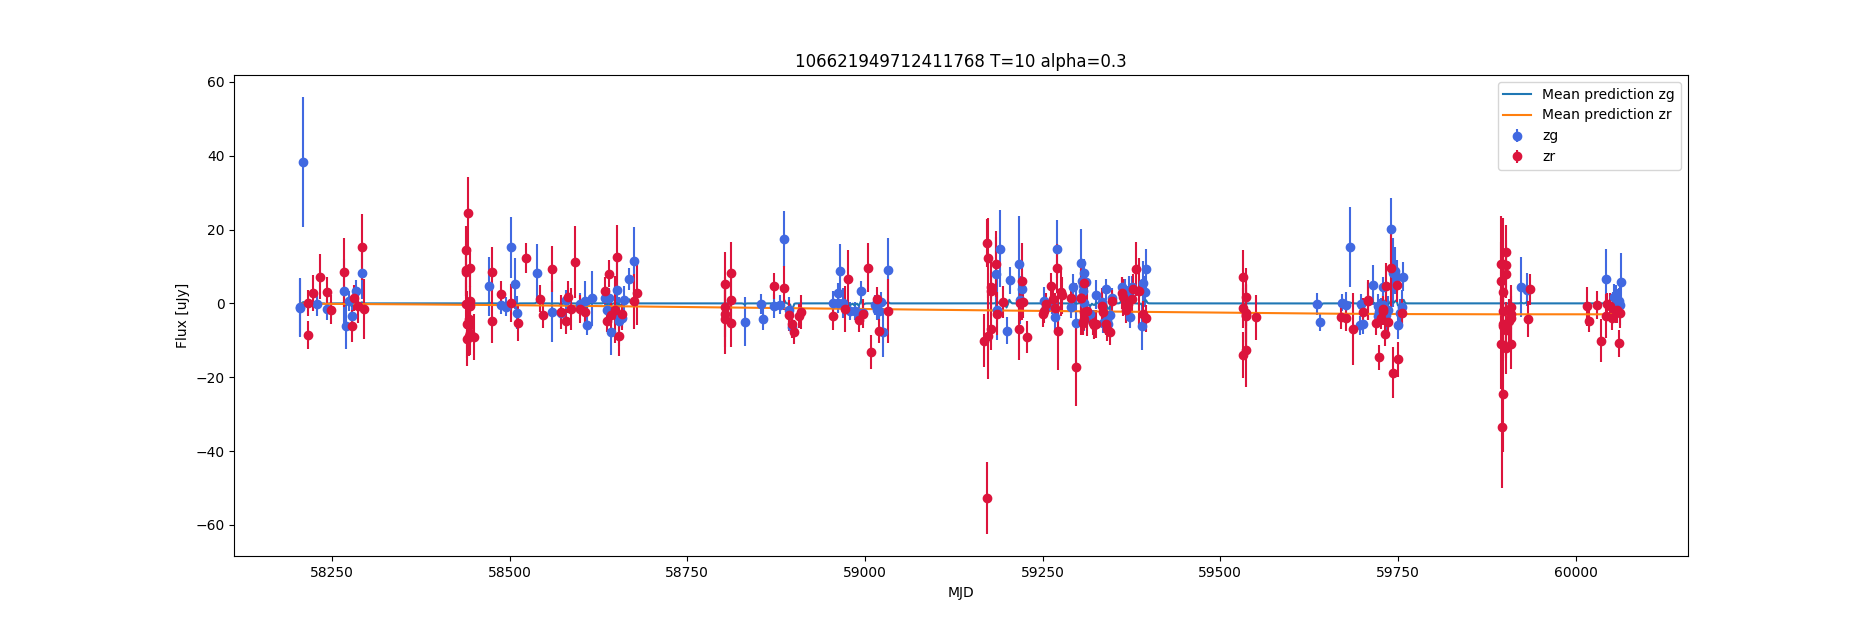 106621949712411768 T=10 alpha=0.3
60
40
20
0
−20
−40
−60
Flux [uJy]
58250
58500
58750
59000
59250
59500
59750
60000
MJD
Mean prediction zg
Mean prediction zr
zg
zr